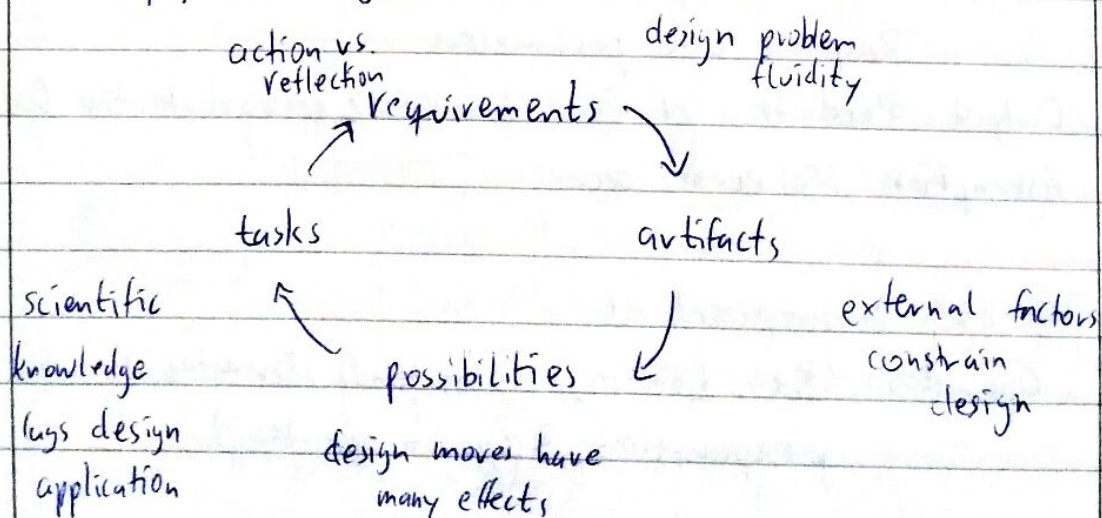 action vs.
reflection
design problem
fluidity
requirements
tasks
artifacts
scientific
knowledge
lags design
application
possibilities
external factors
constrain
design
design moves have
many effects